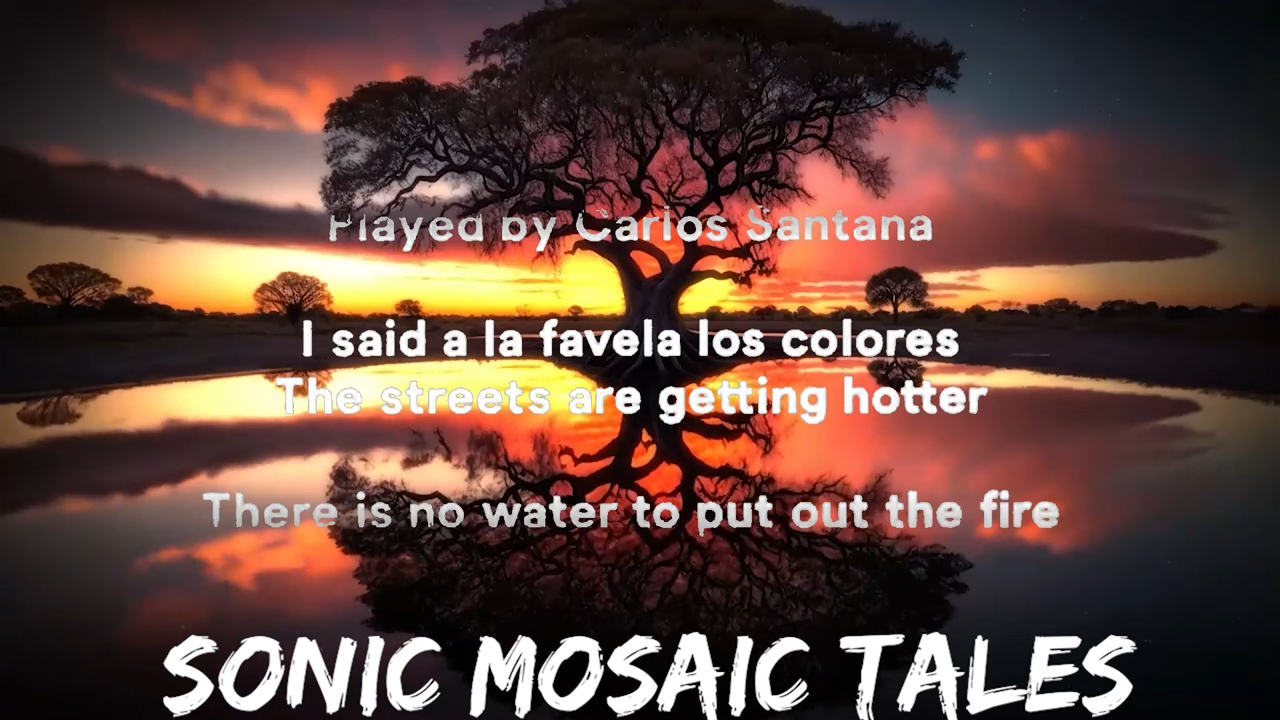 Played by Carlos Santana
I said a la favela los colores
The streets are getting hotter
There is no water to put out the fire
SONIC MOSAIC TALES